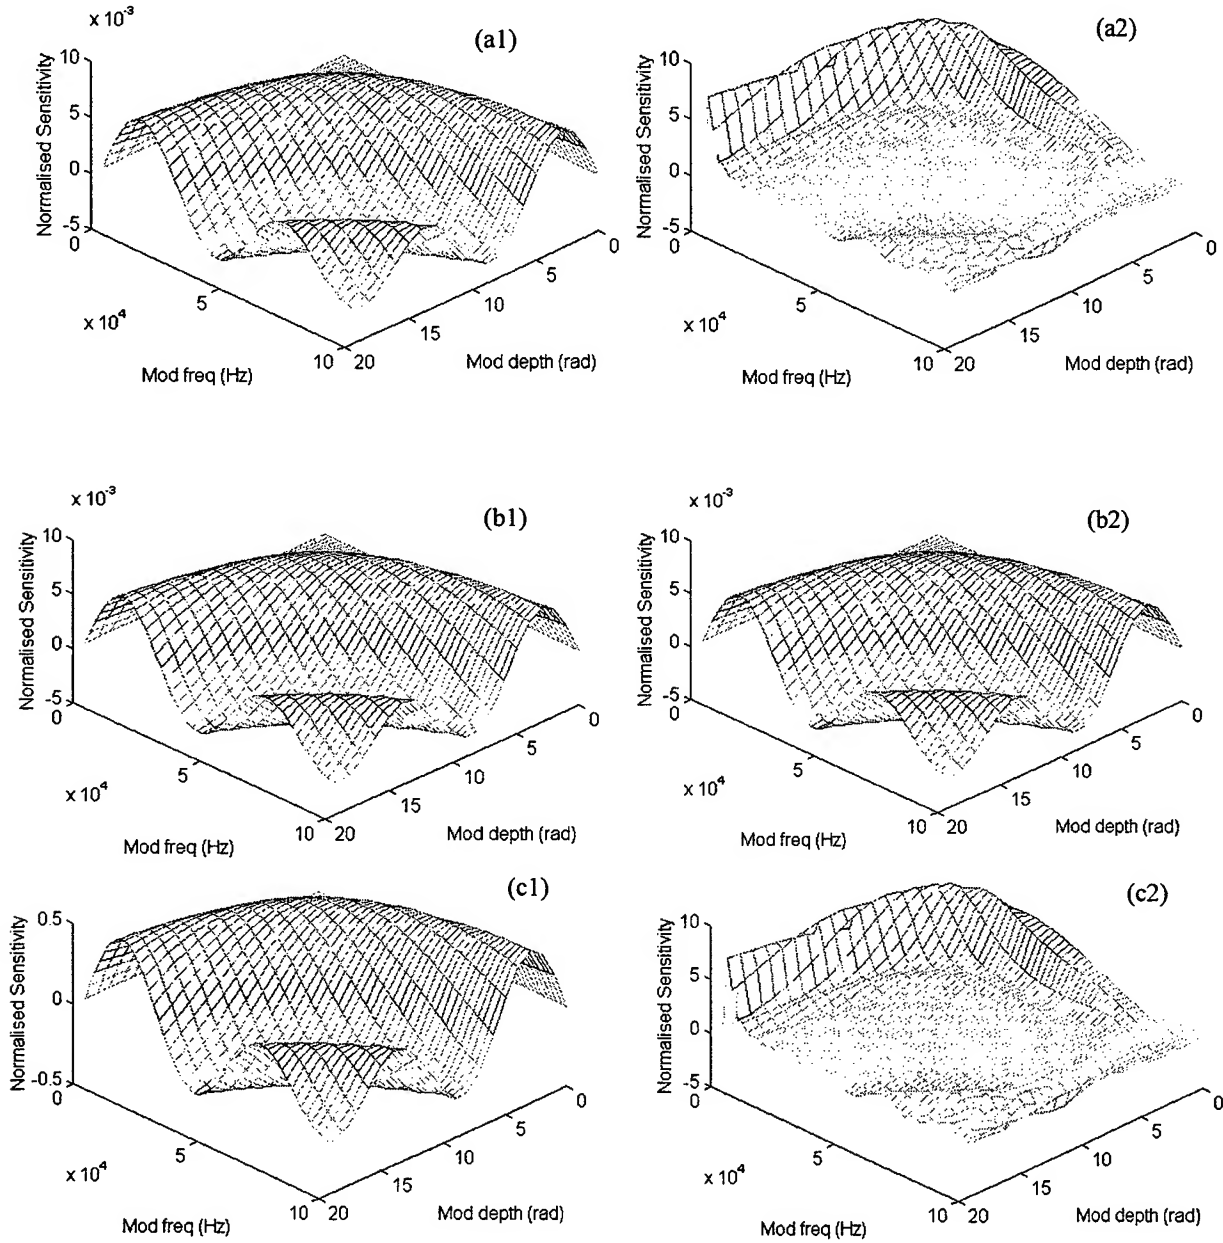 x 10⁻³
(a1)
Normalised Sensitivity
10
5
0
-5
0
5
10
x 10⁴
Mod freq (Hz)
20
15
10
5
0
Mod depth (rad)
(a2)
Normalised Sensitivity
10
5
0
-5
0
5
10
x 10⁴
Mod freq (Hz)
20
15
10
5
0
Mod depth (rad)
x 10⁻³
(b1)
Normalised Sensitivity
10
5
0
-5
0
5
10
x 10⁴
Mod freq (Hz)
20
15
10
5
0
Mod depth (rad)
x 10⁻³
(b2)
Normalised Sensitivity
10
5
0
-5
0
5
10
x 10⁴
Mod freq (Hz)
20
15
10
5
0
Mod depth (rad)
(c1)
Normalised Sensitivity
0.5
0
-0.5
0
5
10
x 10⁴
Mod freq (Hz)
20
15
10
5
0
Mod depth (rad)
(c2)
Normalised Sensitivity
10
5
0
-5
0
5
10
x 10⁴
Mod freq (Hz)
20
15
10
5
0
Mod depth (rad)